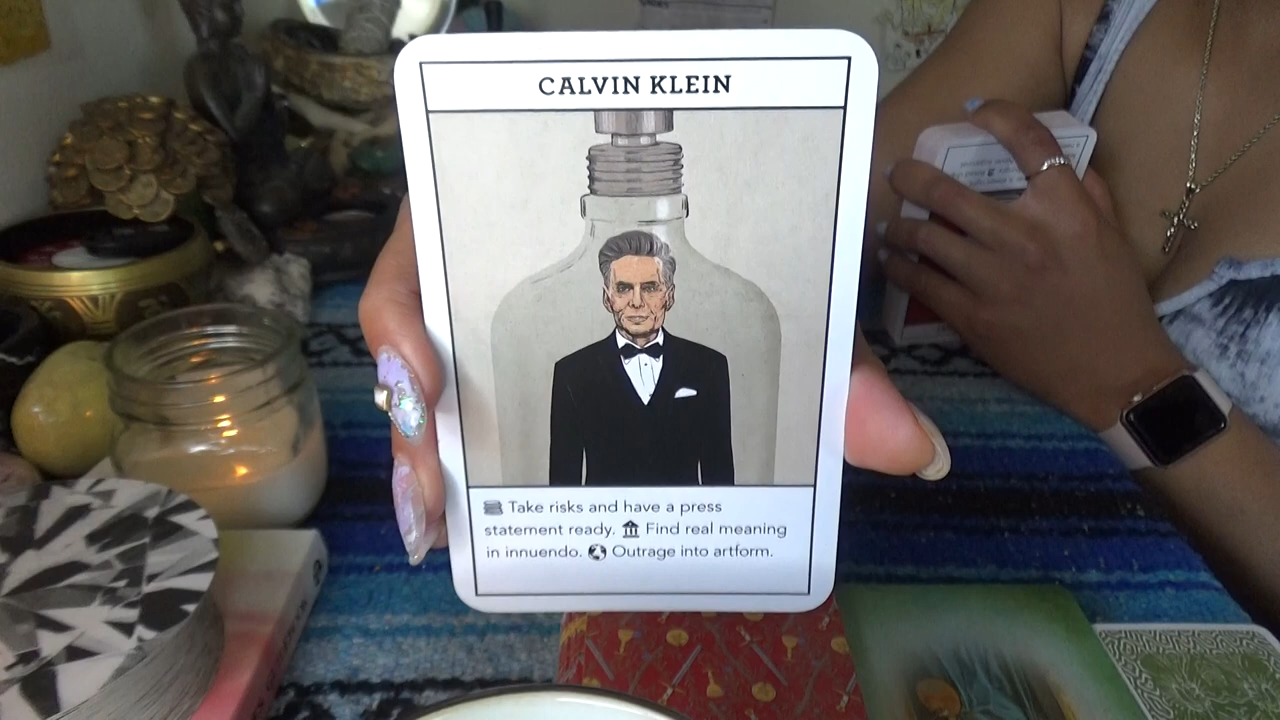 CALVIN KLEIN
Take risks and have a press
statement ready. Find real meaning
in innuendo. Outrage into artform.